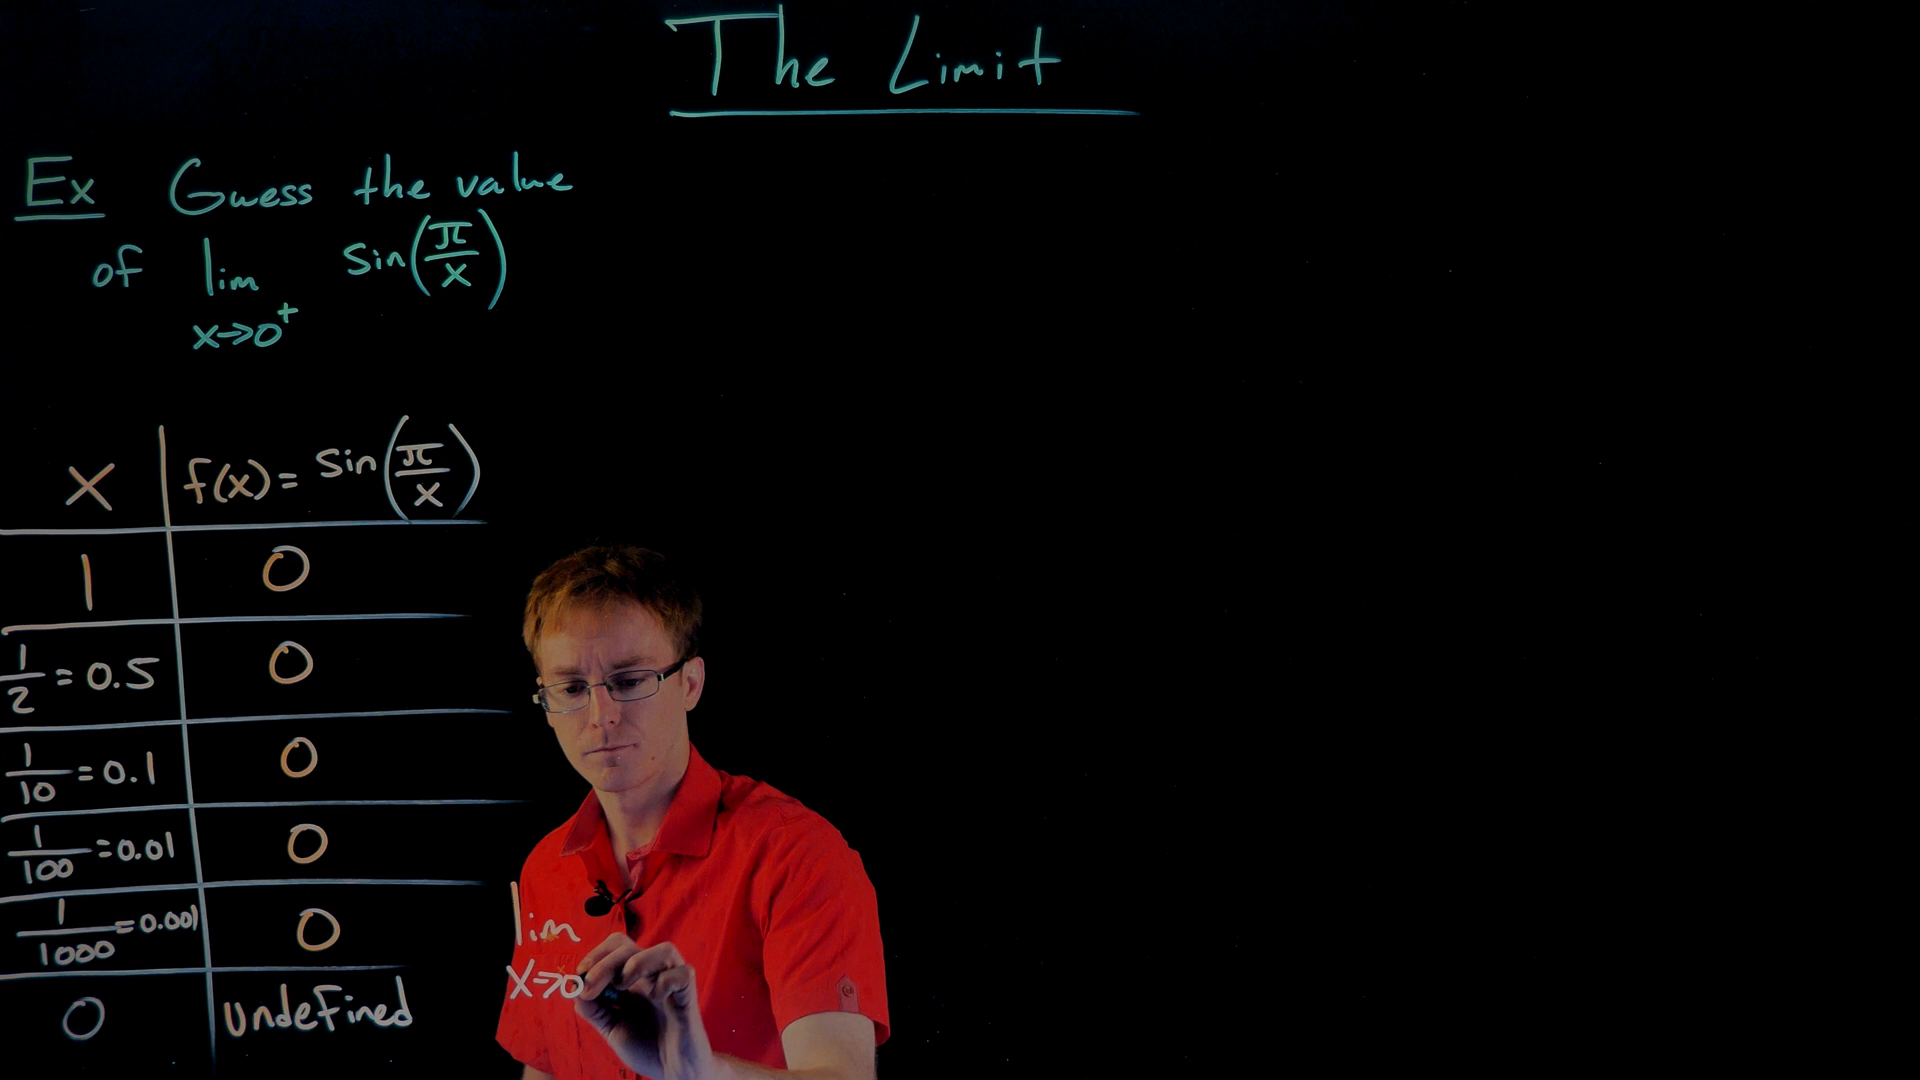 The Limit
Ex Guess the value
of lim sin(π/x)
x→0⁺
x f(x)= sin(π/x)
1 0
1/2 = 0.5 0
1/10 = 0.1 0
1/100 = 0.01 0
1/1000 = 0.001 0
0 undefined
lim
x→0